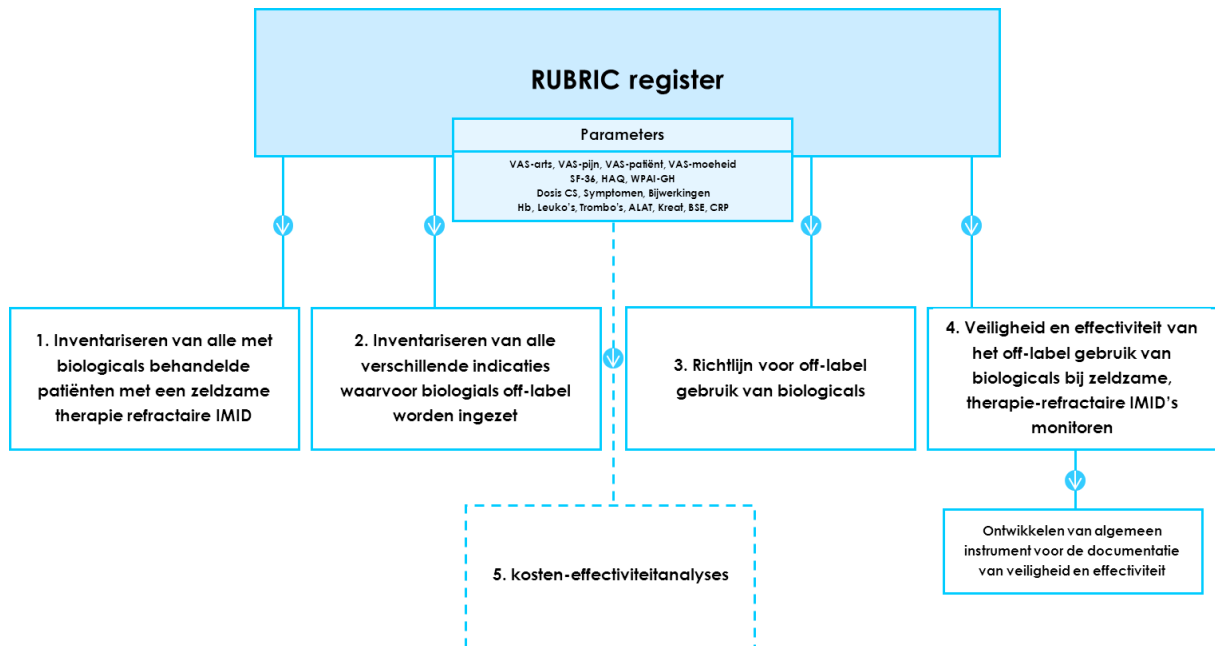 RUBRIC register
Parameters
VAS-arts, VAS-pijn, VAS-patiënt, VAS-moeheid
SF-36, HAQ, WPAI-GH
Dosis CS, Symptomen, Bijwerkingen
Hb, Leuko's, Trombo's, ALAT, Kreat, BSE, CRP
1. Inventariseren van alle met
biologicals behandelde
patiënten met een zeldzame
therapie refractaire IMID
2. Inventariseren van alle
verschillende indicaties
waarvoor biologials off-label
worden ingezet
3. Richtlijn voor off-label
gebruik van biologicals
4. Veiligheid en effectiviteit van
het off-label gebruik van
biologicals bij zeldzame,
therapie-refractaire IMID's
monitoren
Ontwikkelen van algemeen
instrument voor de documentatie
van veiligheid en effectiviteit
5. kosten-effectiviteitanalyses